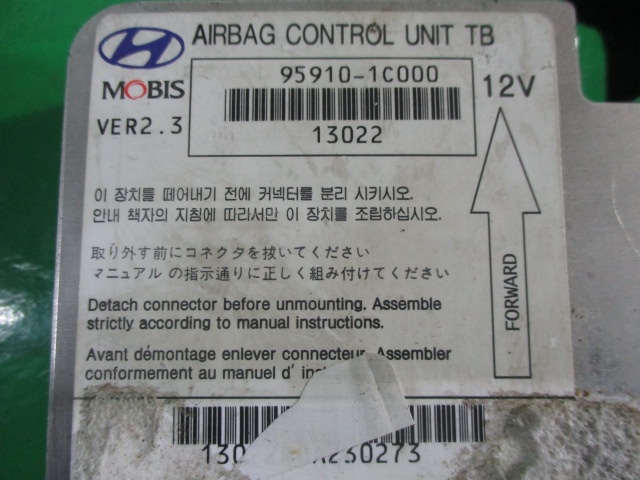 AIRBAG CONTROL UNIT TB
MOBIS
95910-1C000
12V
VER2.3
13022
이 장치를 떼어내기 전에 커넥터를 분리 시키시오.
안내 책자의 지침에 따라서만 이 장치를 조립하십시오.
取り外す前にコネクタを抜いてください
マニュアル の指示通りに正しく組み付けてください
FORWARD
Detach connector before unmounting. Assemble
strictly according to manual instructions.
Avant démontage enlever connecteur. Assembler
conformement au manuel d'
A230273